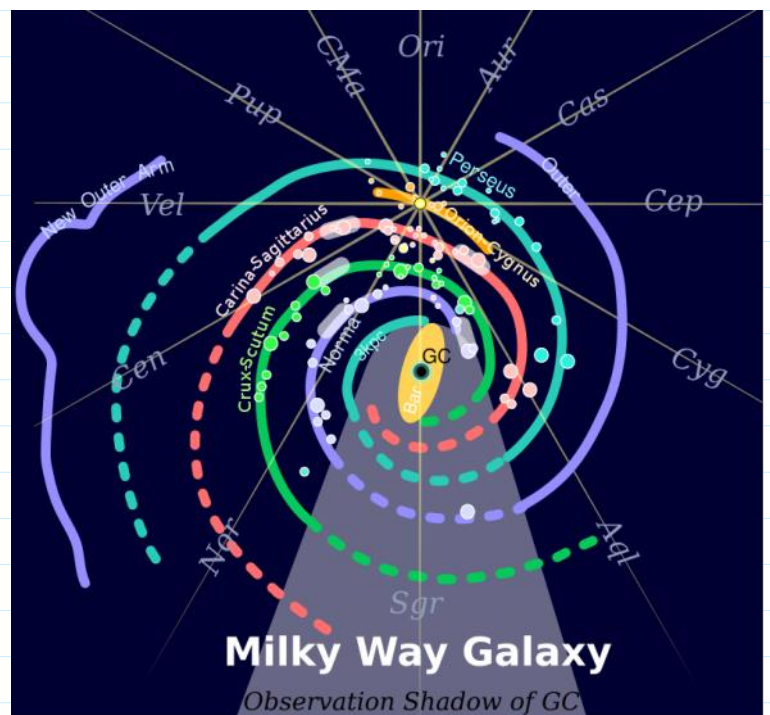 Ori
CMa
Aur
Pup
Cas
Perseus
Outer
New Outer Arm
Vel
Cep
Orion-Cygnus
Carina-Sagittarius
Norma
3kpc
GC
Bar
Crux-Scutum
Cen
Cyg
Nor
Aql
Sgr
Milky Way Galaxy
Observation Shadow of GC